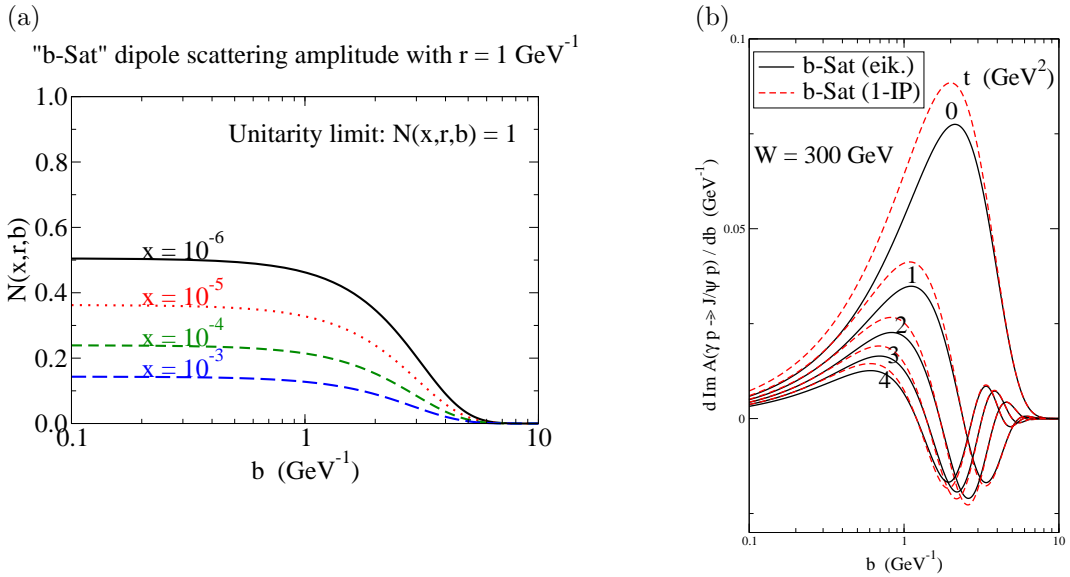 (a)
"b-Sat" dipole scattering amplitude with r = 1 GeV⁻¹
Unitarity limit: N(x,r,b) = 1
N(x,r,b)
1.0
0.8
0.6
0.4
0.2
0.0
x = 10⁻⁶
x = 10⁻⁵
x = 10⁻⁴
x = 10⁻³
0.1
1
10
b (GeV⁻¹)
(b)
b-Sat (eik.)
b-Sat (1-IP)
t (GeV²)
W = 300 GeV
d Im A(γ p -> J/ψ p) / db (GeV⁻¹)
0.1
0.05
0
0
1
2
3
4
0.1
1
10
b (GeV⁻¹)